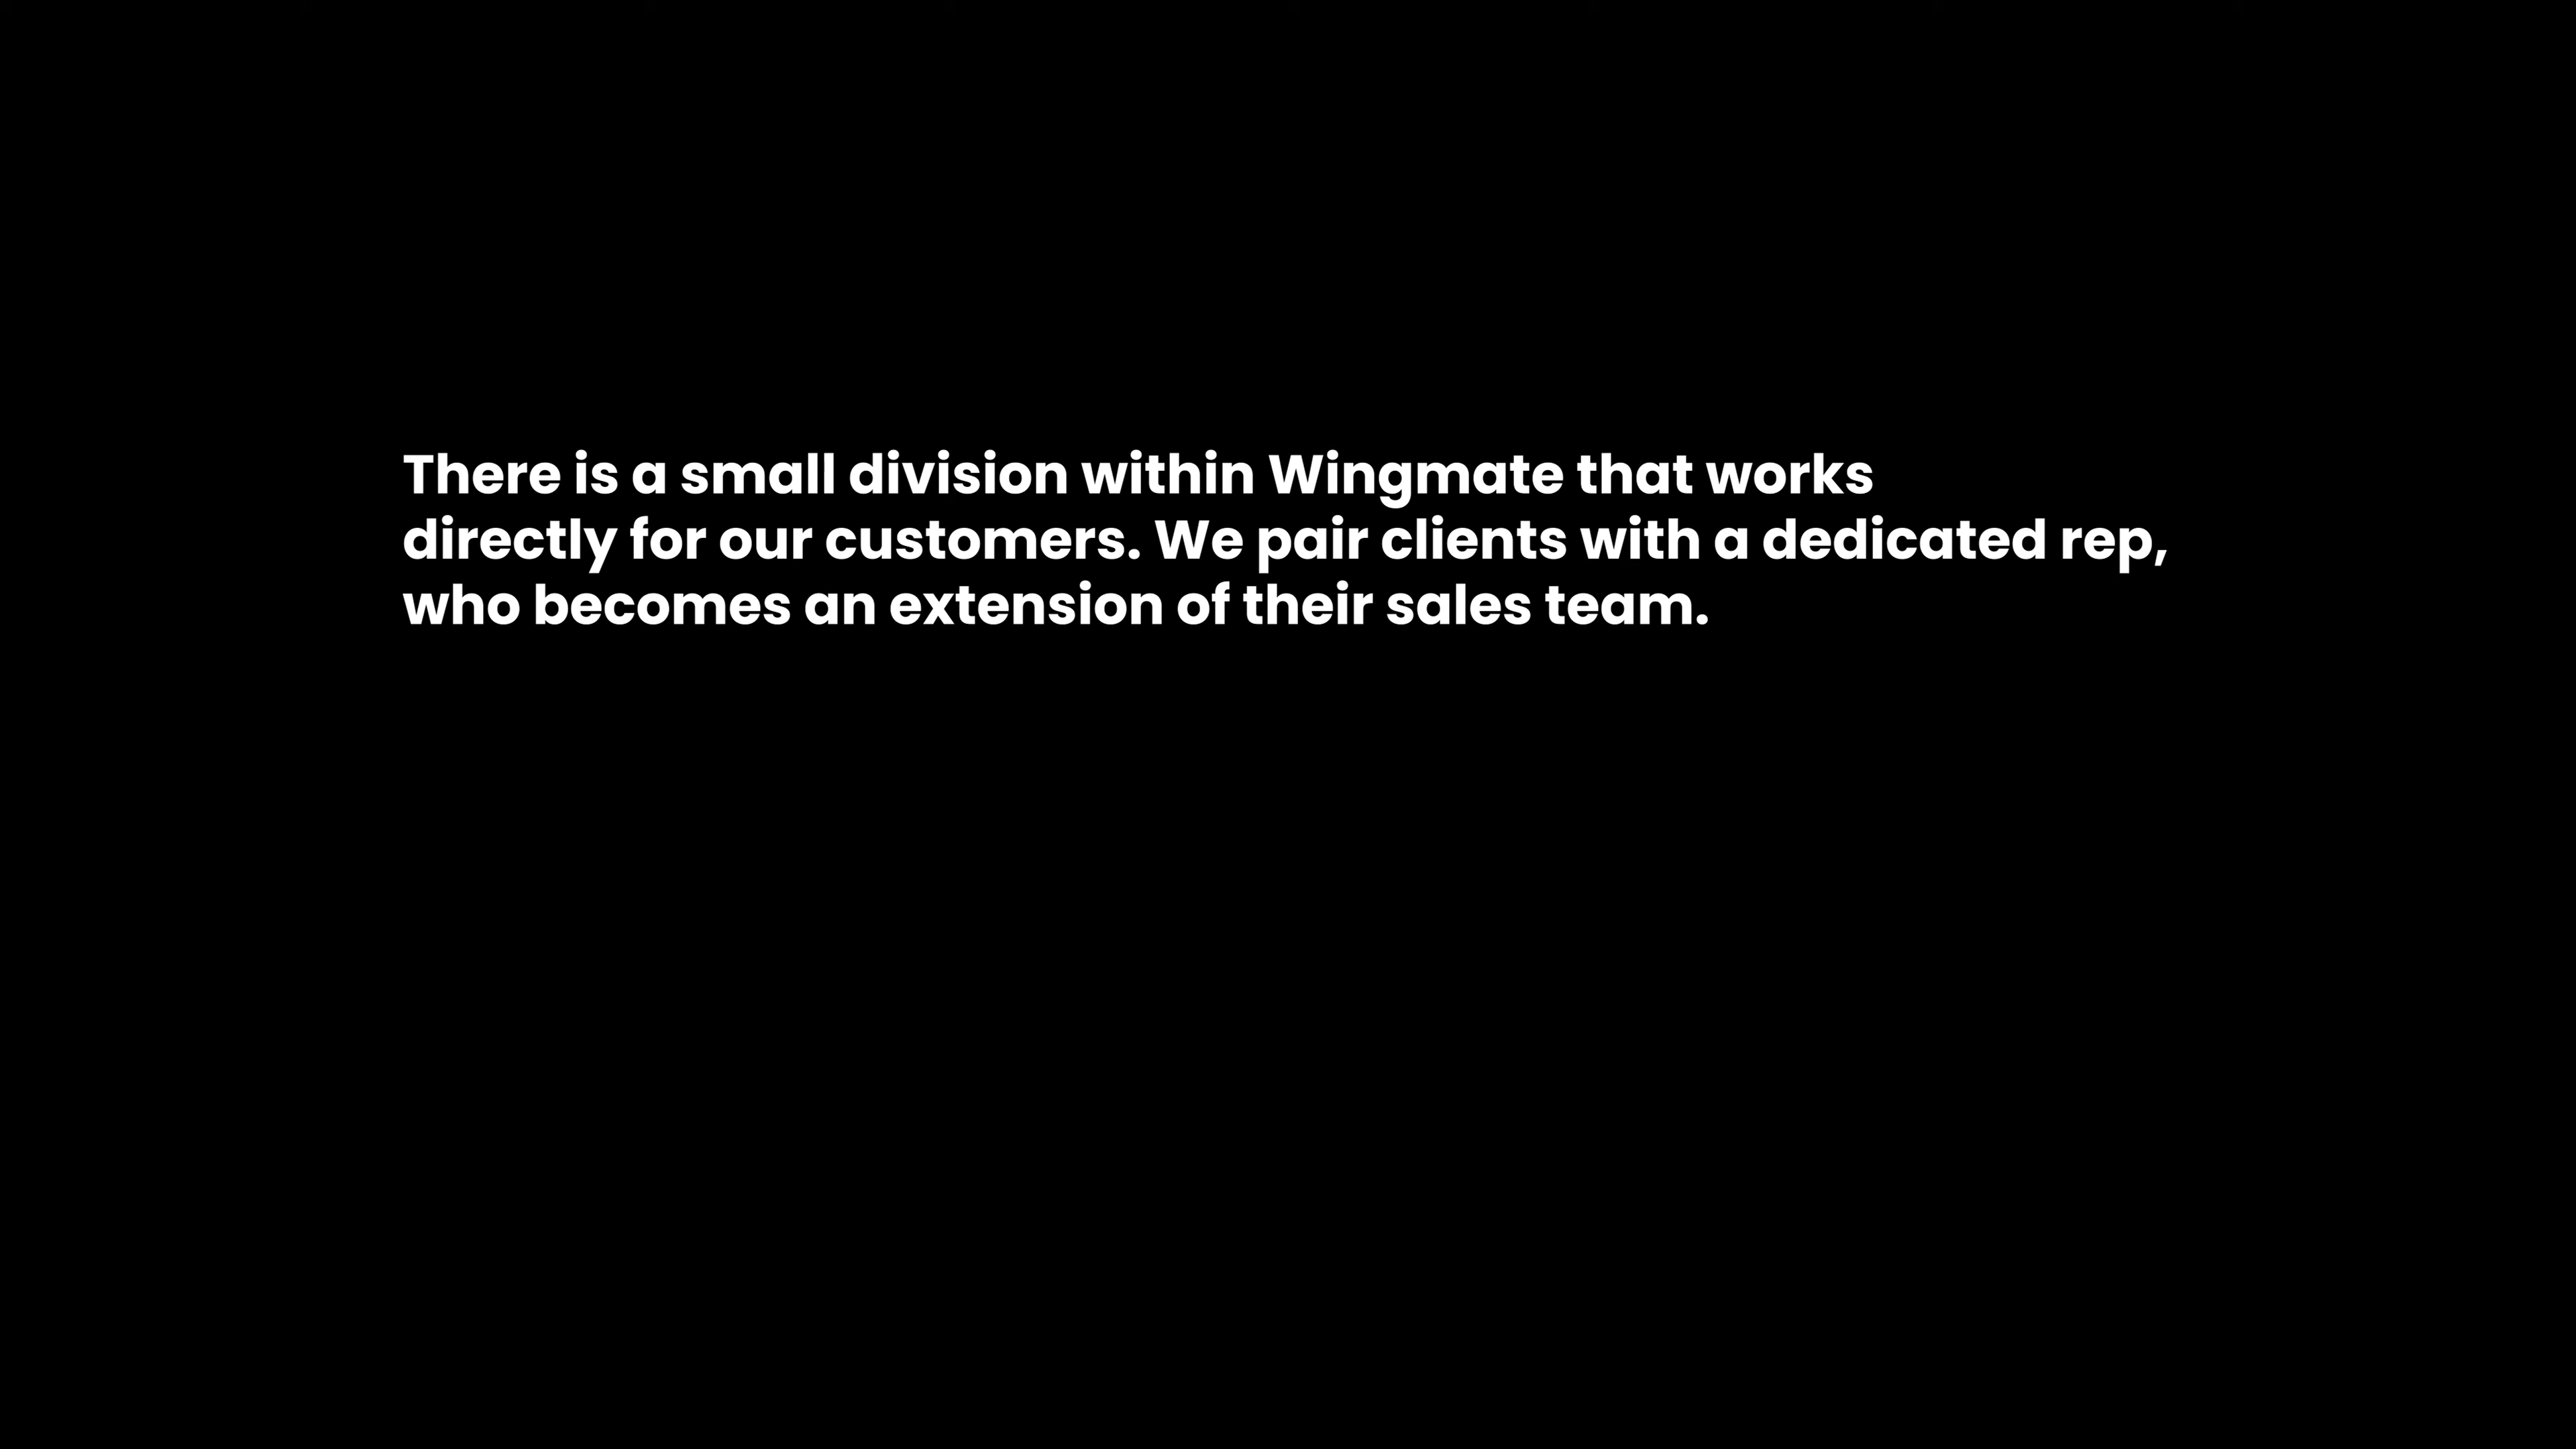 There is a small division within Wingmate that works
directly for our customers. We pair clients with a dedicated rep,
who becomes an extension of their sales team.